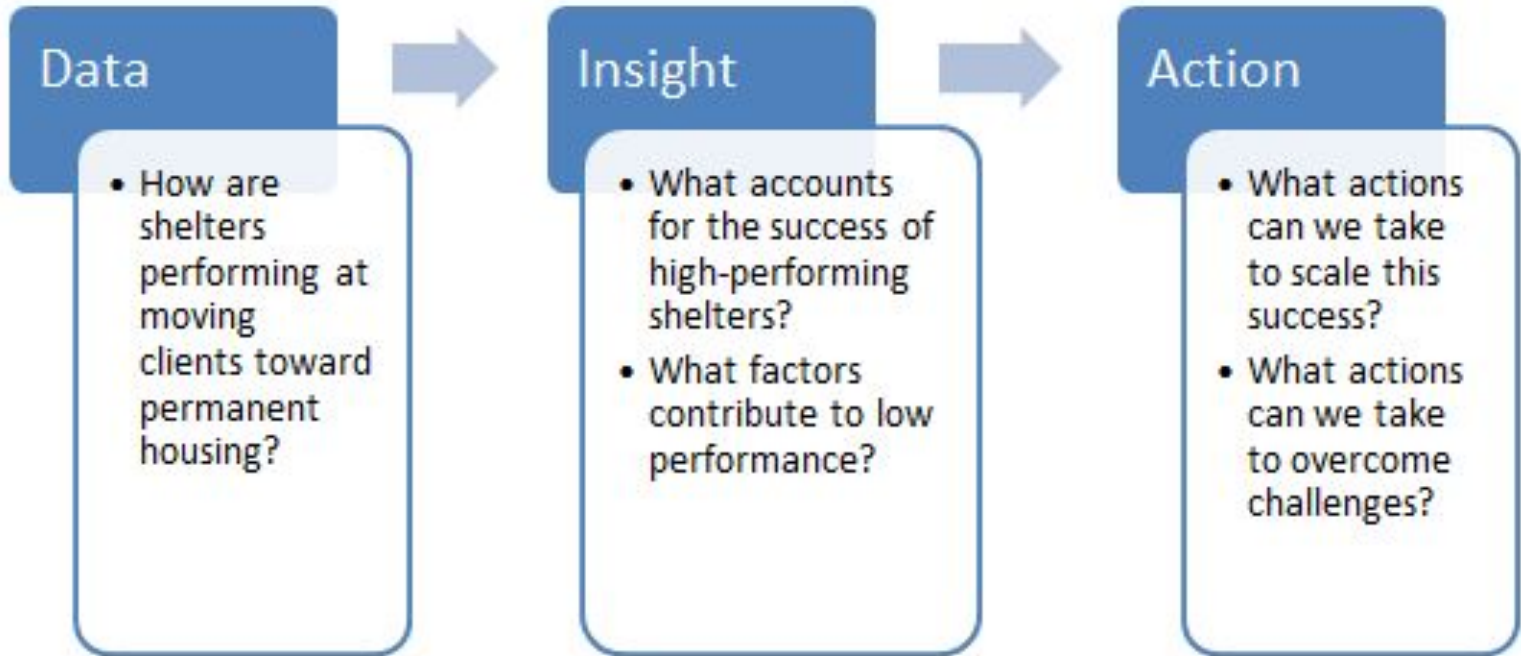 Data
• How are
shelters
performing at
moving
clients toward
permanent
housing?
Insight
• What accounts
for the success of
high-performing
shelters?
• What factors
contribute to low
performance?
Action
• What actions
can we take
to scale this
success?
• What actions
can we take
to overcome
challenges?